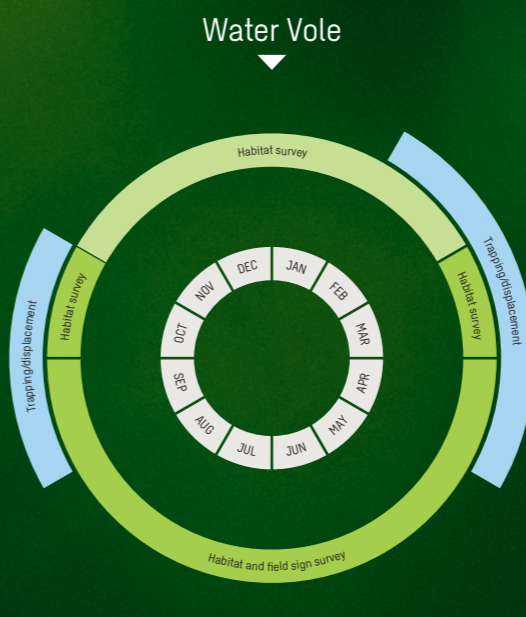 Water Vole
Habitat survey
Trapping/displacement
Habitat survey
Habitat survey
Trapping/displacement
JAN
FEB
MAR
APR
MAY
JUN
JUL
AUG
SEP
OCT
NOV
DEC
Habitat and field sign survey